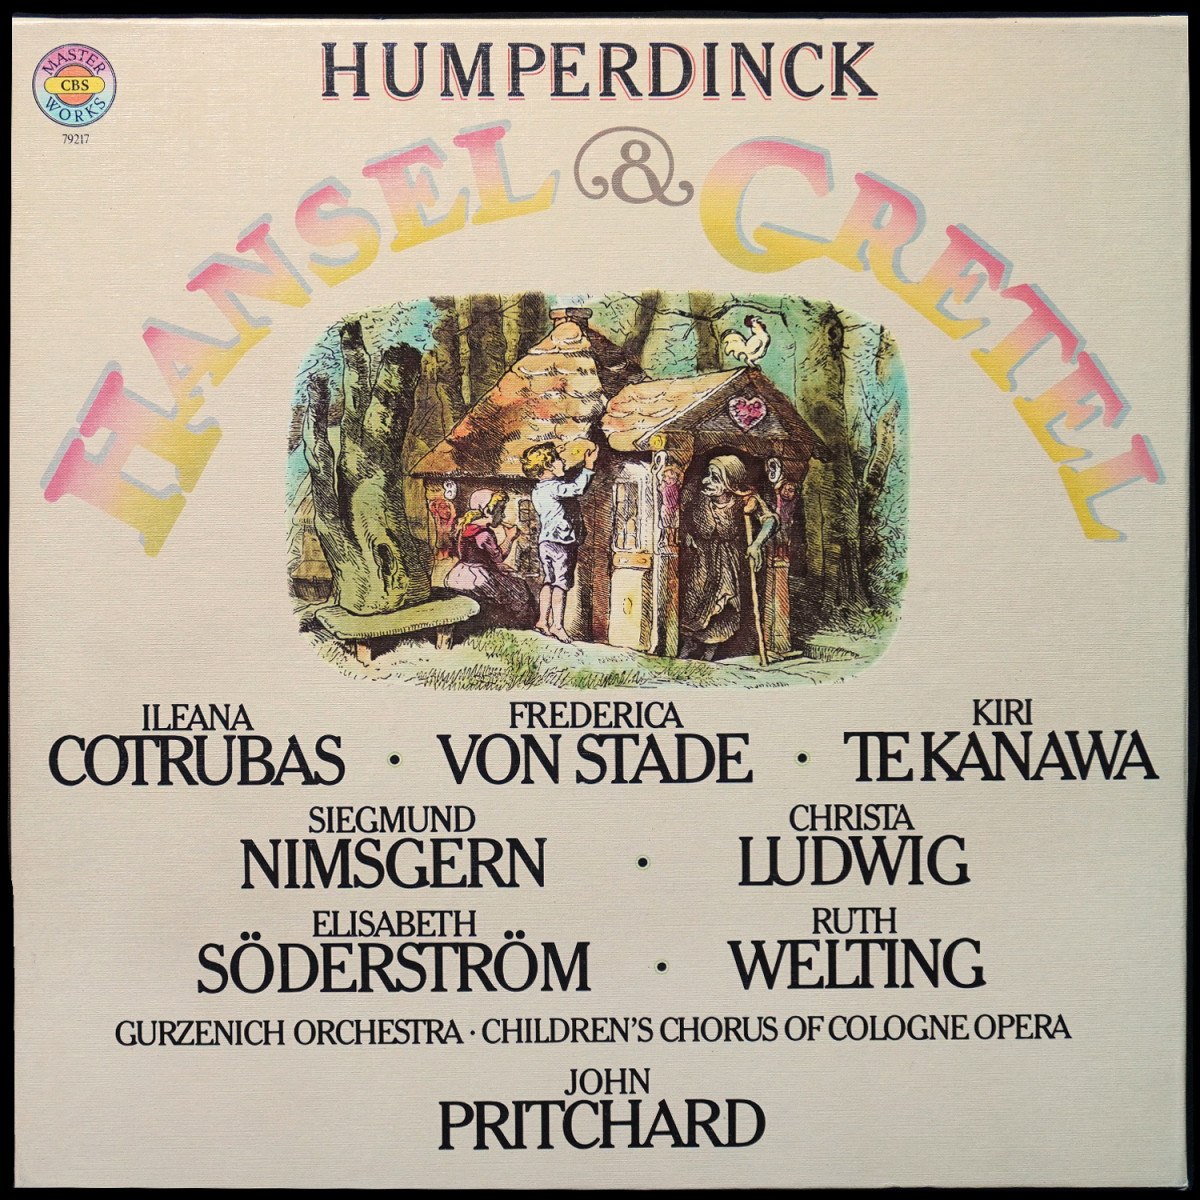 MASTER
CBS
WORKS
79217
HUMPERDINCK
HANSEL & GRETEL
ILEANA
COTRUBAS
·
FREDERICA
VON STADE
·
KIRI
TE KANAWA
SIEGMUND
NIMSGERN
·
CHRISTA
LUDWIG
ELISABETH
SÖDERSTRÖM
·
RUTH
WELTING
GURZENICH ORCHESTRA · CHILDREN'S CHORUS OF COLOGNE OPERA
JOHN
PRITCHARD